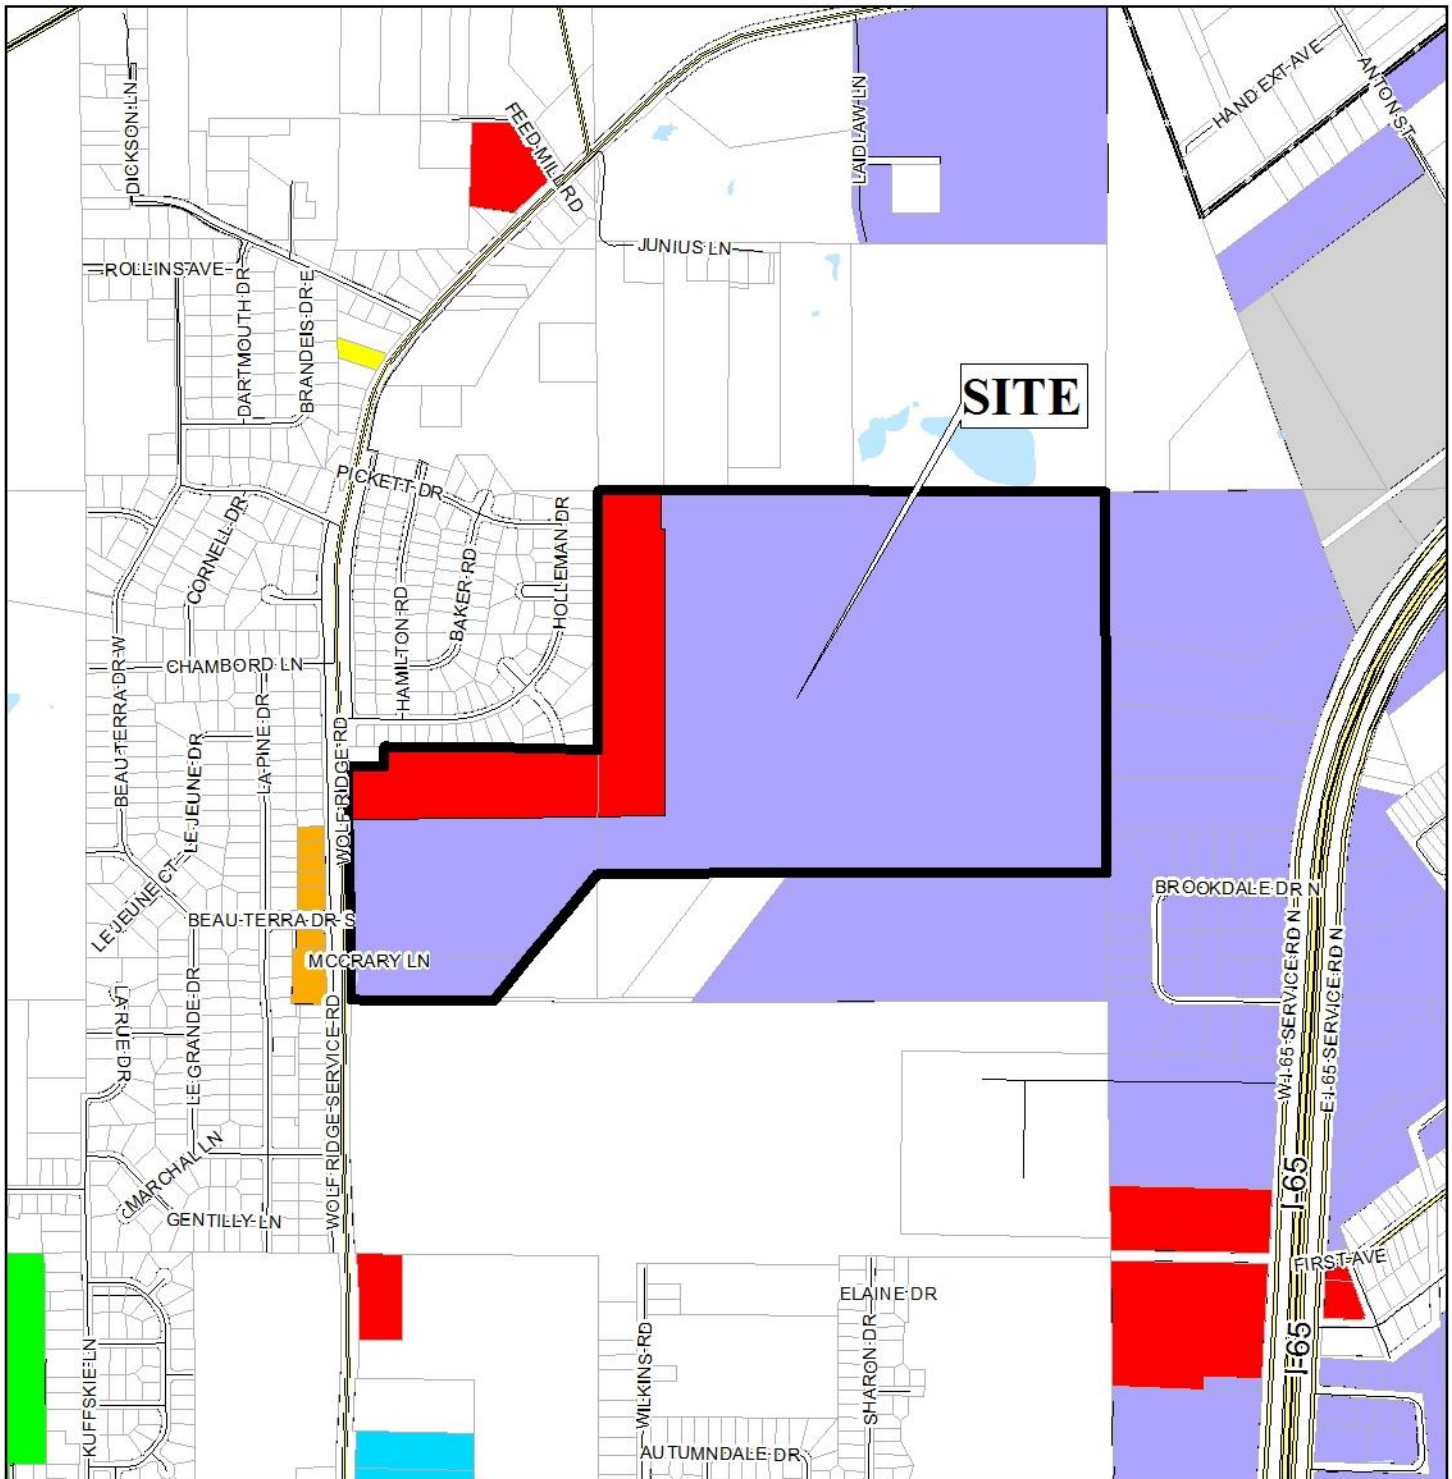 HAND EXT AVE
ANTON ST
DICKSON LN
FEED MILL RD
LAIDLAW LN
JUNIUS LN
ROLLINS AVE
DARTMOUTH DR
BRANDEIS DR E
SITE
PICKETT DR
CORNELL DR
HOLLEMAN DR
BAKER RD
HAMILTON RD
CHAMBORD LN
BEAU TERRA DR W
LA PINE DR
LE JEUNE DR
WOLF RIDGE RD
LE JEUNE CT
BROOKDALE DR N
BEAU TERRA DR S
MCCRARY LN
LA RUE DR
LE GRANDE DR
WOLF RIDGE SERVICE RD
W I-65 SERVICE RD N
E I-65 SERVICE RD N
MARCHAL LN
GENTILLY LN
I-65
FIRST AVE
ELAINE DR
I-65
KUFFSKIE LN
WILKINS RD
SHARON DR
AUTUMNDALE DR